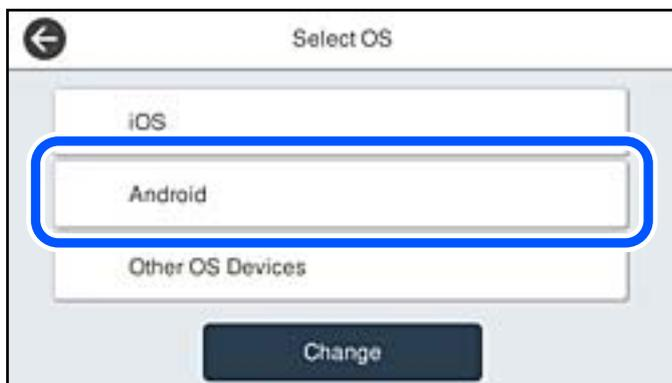 Select OS
iOS
Android
Other OS Devices
Change